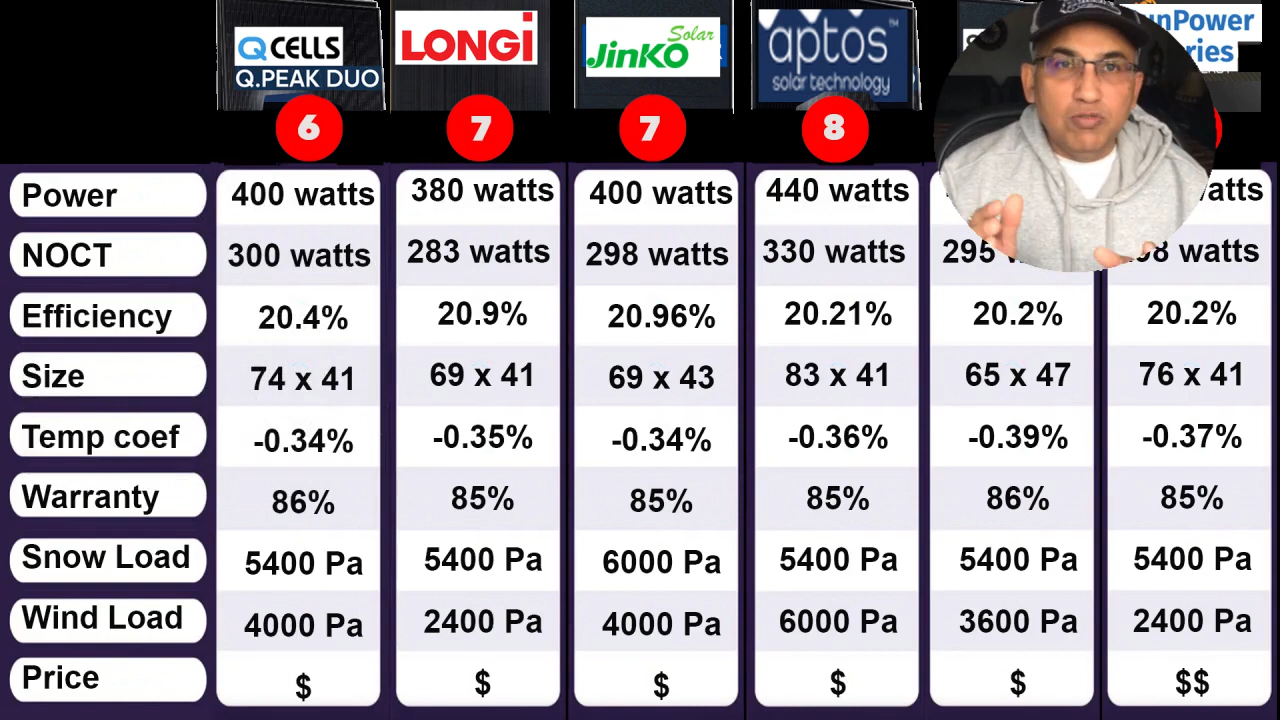 Q CELLS LONGi Solar JinKO aptos™ unPower
Q.PEAK DUO solar technology ries
6 7 7 8
Power 400 watts 380 watts 400 watts 440 watts
NOCT 300 watts 283 watts 298 watts 330 watts 295
Efficiency 20.4% 20.9% 20.96% 20.21% 20.2% 20.2%
Size 74 x 41 69 x 41 69 x 43 83 x 41 65 x 47 76 x 41
Temp coef -0.34% -0.35% -0.34% -0.36% -0.39% -0.37%
Warranty 86% 85% 85% 85% 86% 85%
Snow Load 5400 Pa 5400 Pa 6000 Pa 5400 Pa 5400 Pa 5400 Pa
Wind Load 4000 Pa 2400 Pa 4000 Pa 6000 Pa 3600 Pa 2400 Pa
Price $ $ $ $ $ $$